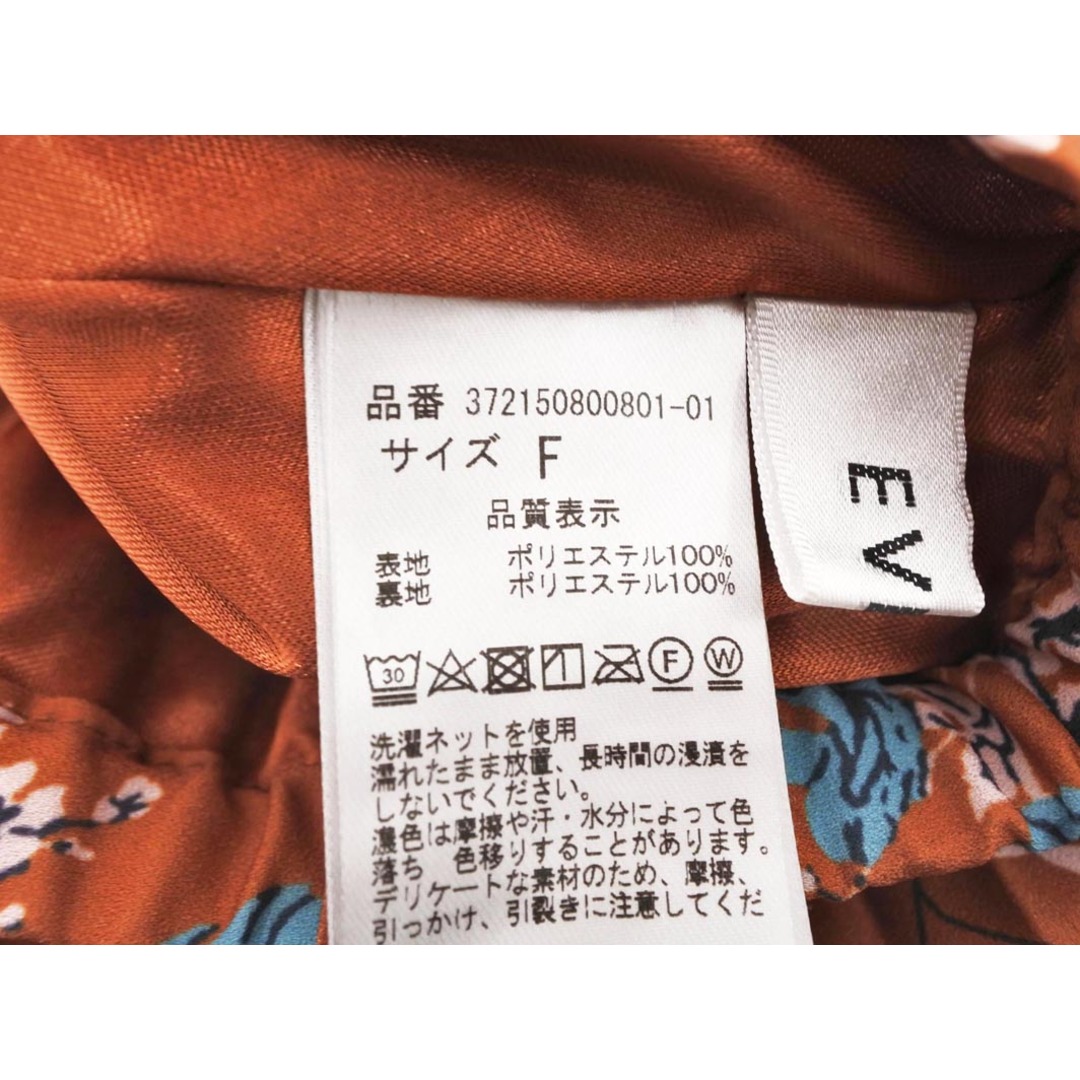 品番 372150800801-01
サイズ F
品質表示
表地 ポリエステル100%
裏地 ポリエステル100%
30 F W
洗濯ネットを使用
濡れたまま放置、長時間の浸漬を
しないでください。
濃色は摩擦や汗・水分によって色
落ち 色移りすることがあります。
デリケートな素材のため、摩擦、
引っかけ、引裂きに注意してくだ
EV